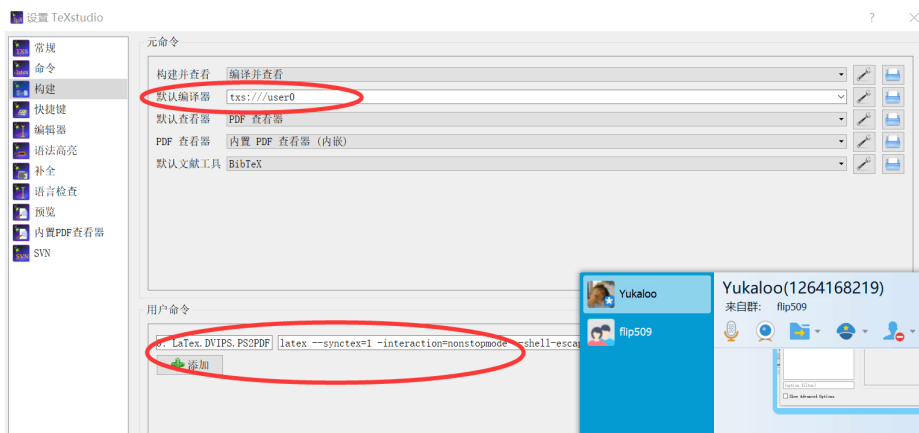 设置 TeXstudio
常规
命令
构建
快捷键
编辑器
语法高亮
补全
语言检查
预览
内置PDF查看器
SVN
元命令
构建并查看 编译并查看
默认编译器 txs:///user0
默认查看器 PDF 查看器
PDF 查看器 内置 PDF 查看器 (内嵌)
默认文献工具 BibTeX
用户命令
LaTex.DVIPS.PS2PDF latex --synctex=1 -interaction=nonstopmode --shell-escap
添加
Yukaloo
flip509
Yukaloo(1264168219)
来自群: flip509
Show Advanced Options